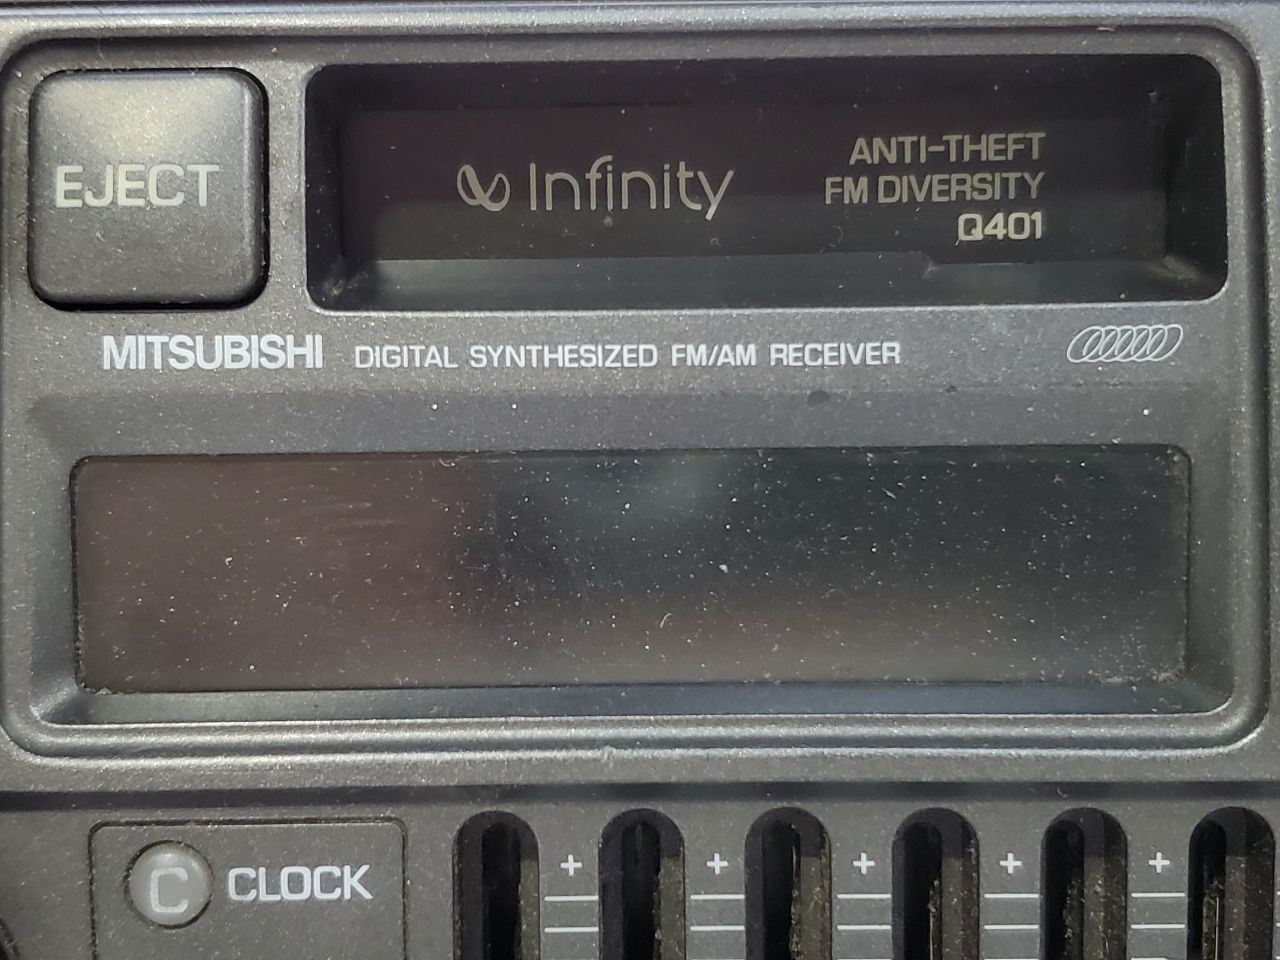 EJECT
Infinity
ANTI-THEFT
FM DIVERSITY
Q401
MITSUBISHI DIGITAL SYNTHESIZED FM/AM RECEIVER
C CLOCK
+ + + + +